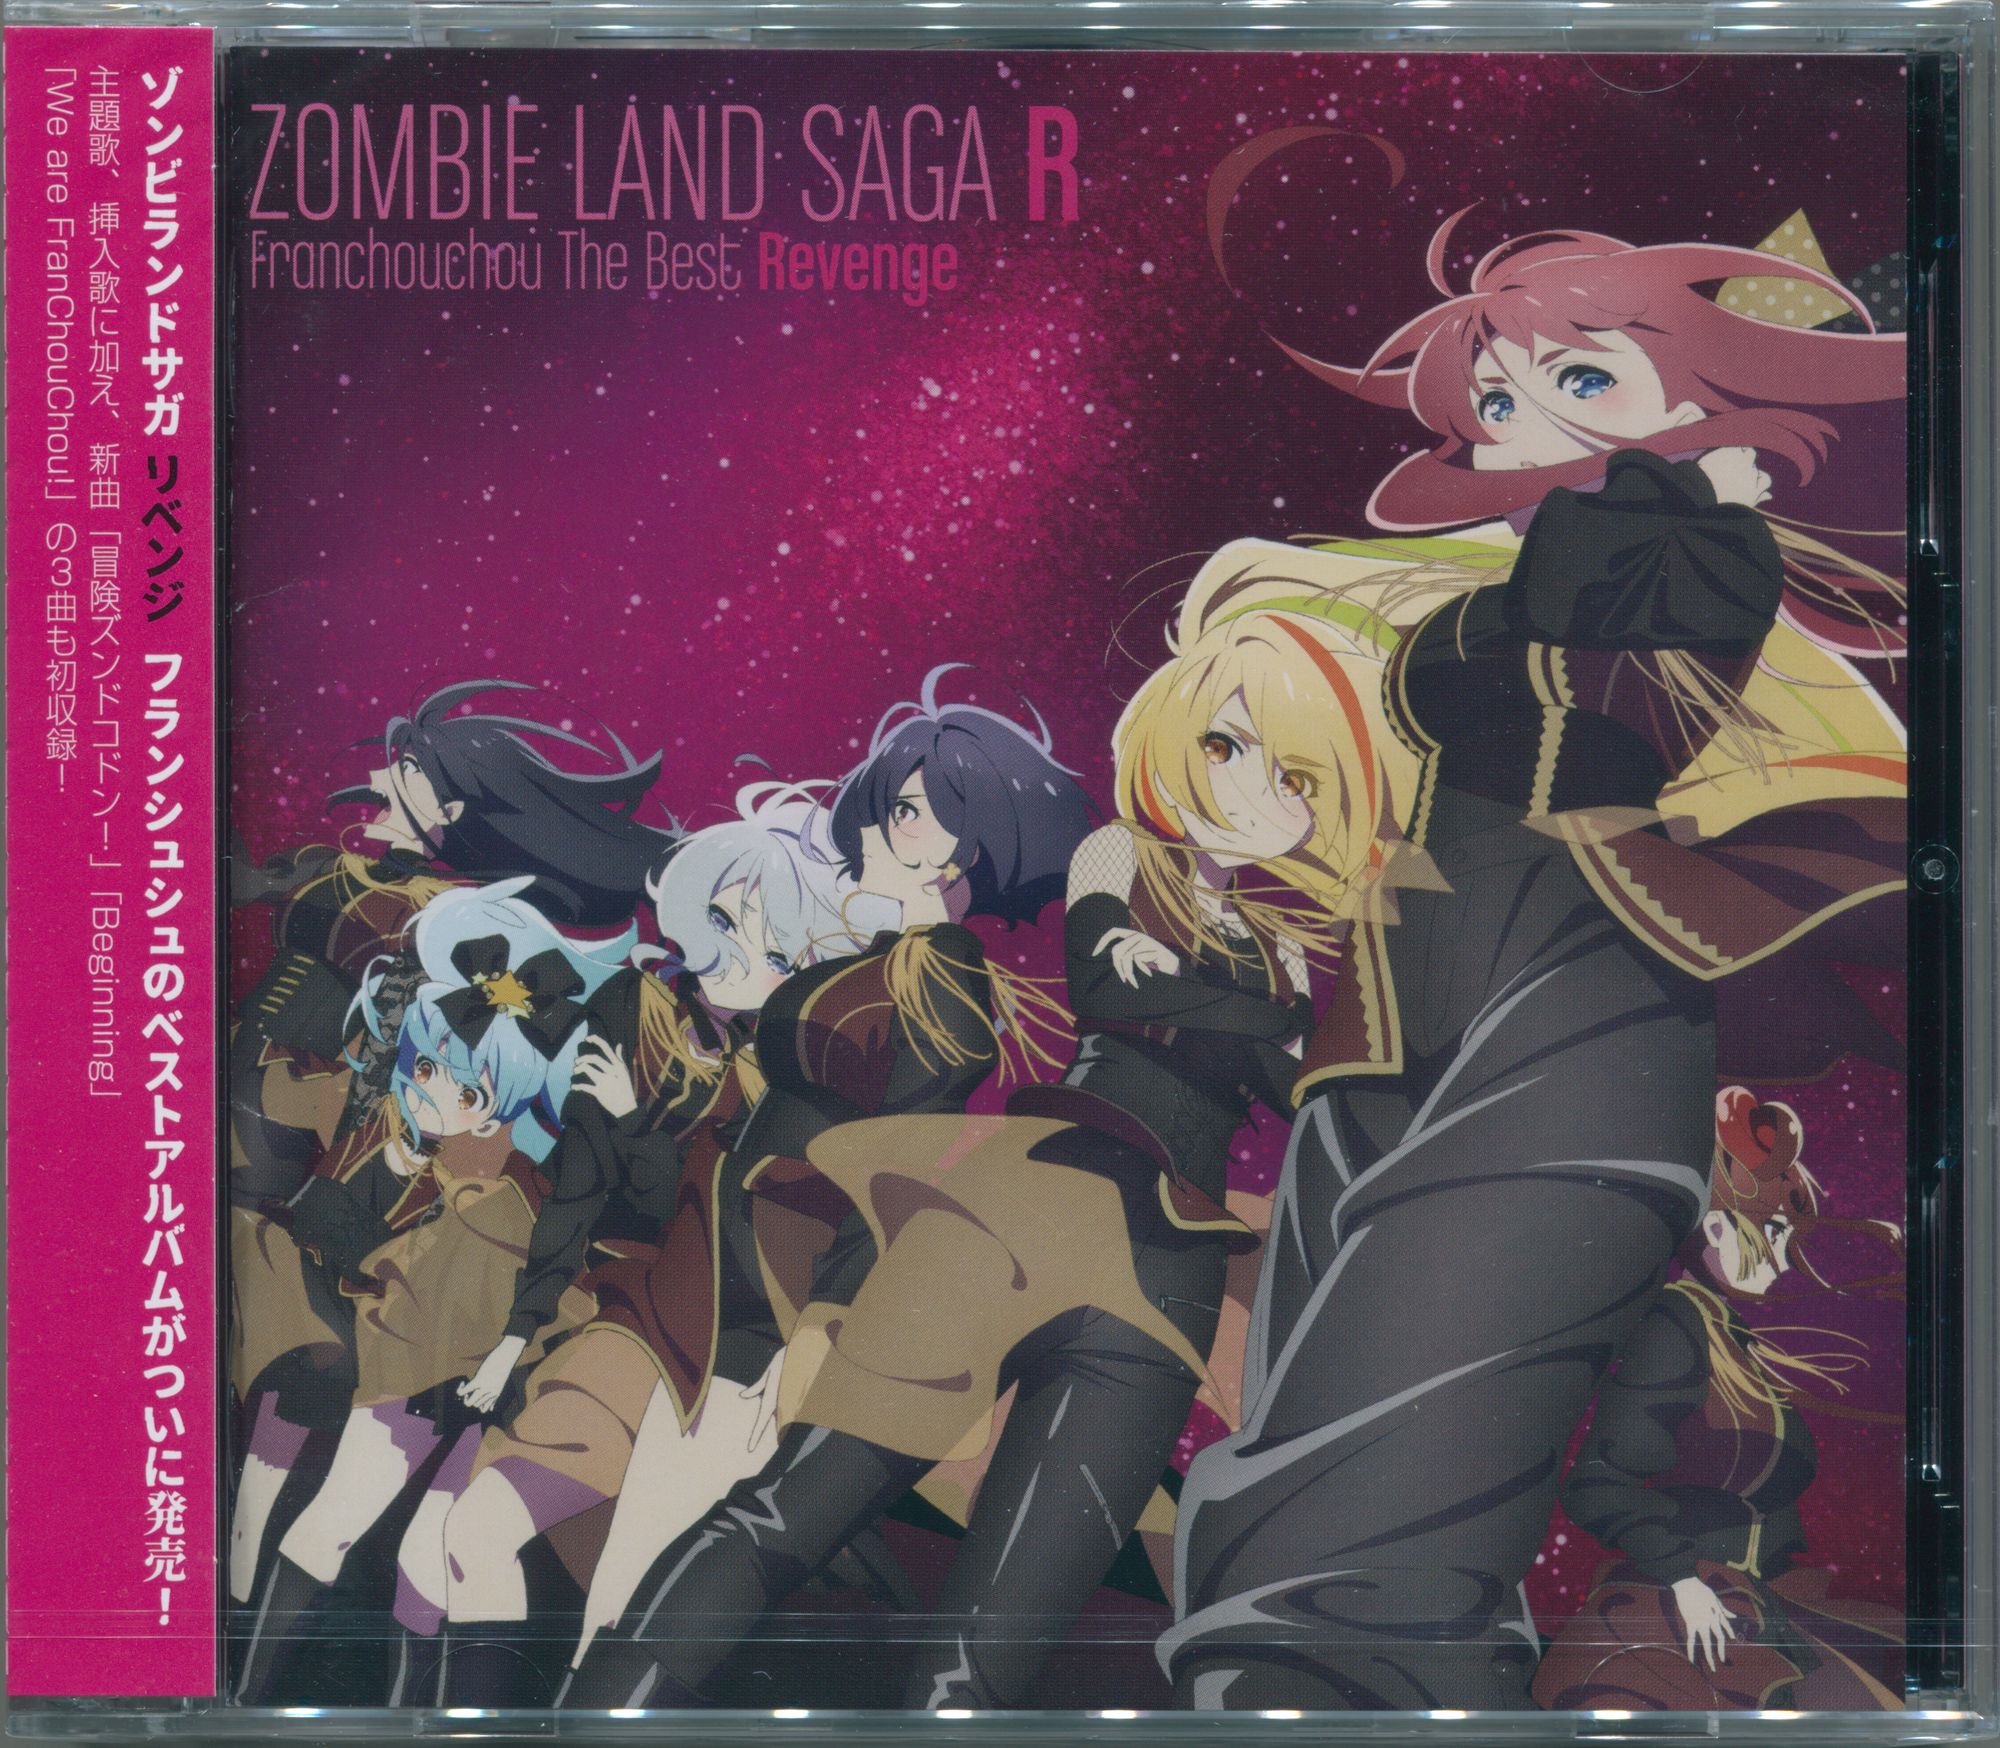 ゾンビランドサガ リベンジ フランシュシュのベストアルバムがついに発売！
主題歌、挿入歌に加え、新曲「冒険ズンドコドン！」「Beginning」
「We are FranChouChou!」の3曲も初収録！
ZOMBIE LAND SAGA R
Franchouchou The Best Revenge